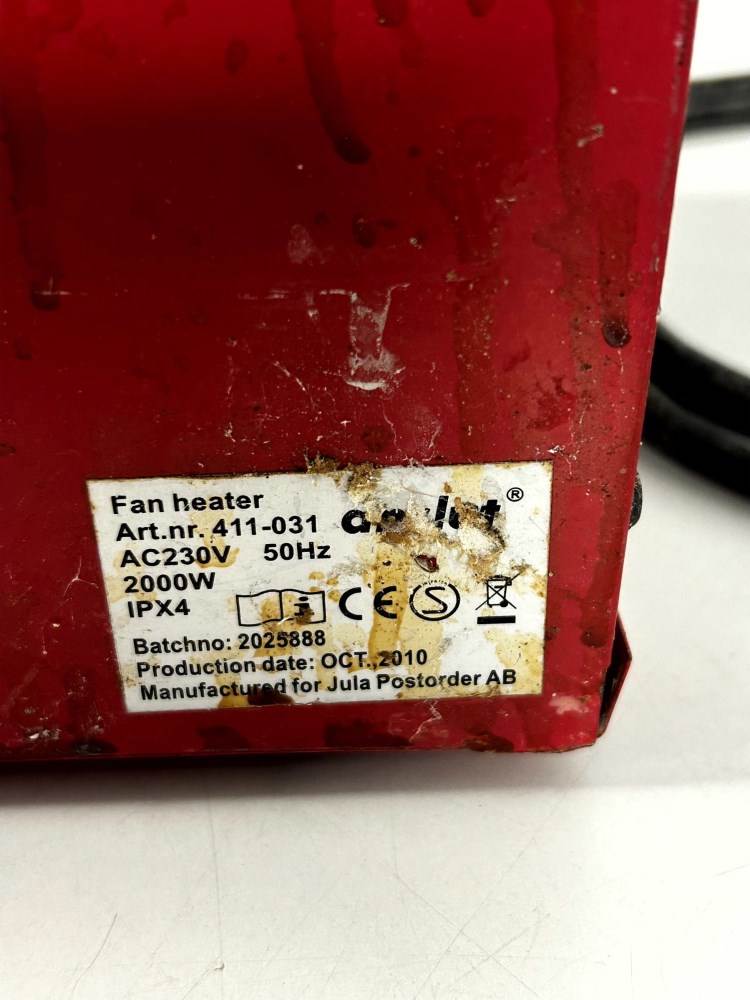 Fan heater
Art.nr. 411-031
®
AC230V 50Hz
2000W
IPX4
CE S
Batchno: 2025888
Production date: OCT.,2010
Manufactured for Jula Postorder AB